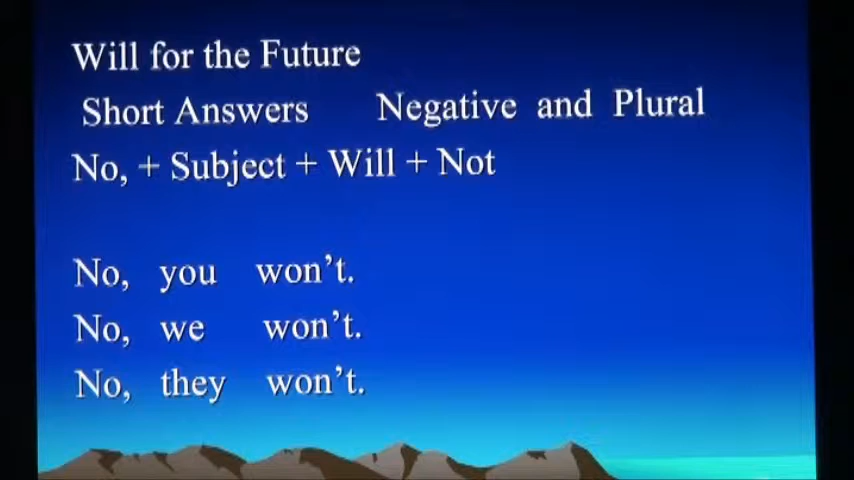 Will for the Future
Short Answers Negative and Plural
No, + Subject + Will + Not
No, you won't.
No, we won't.
No, they won't.